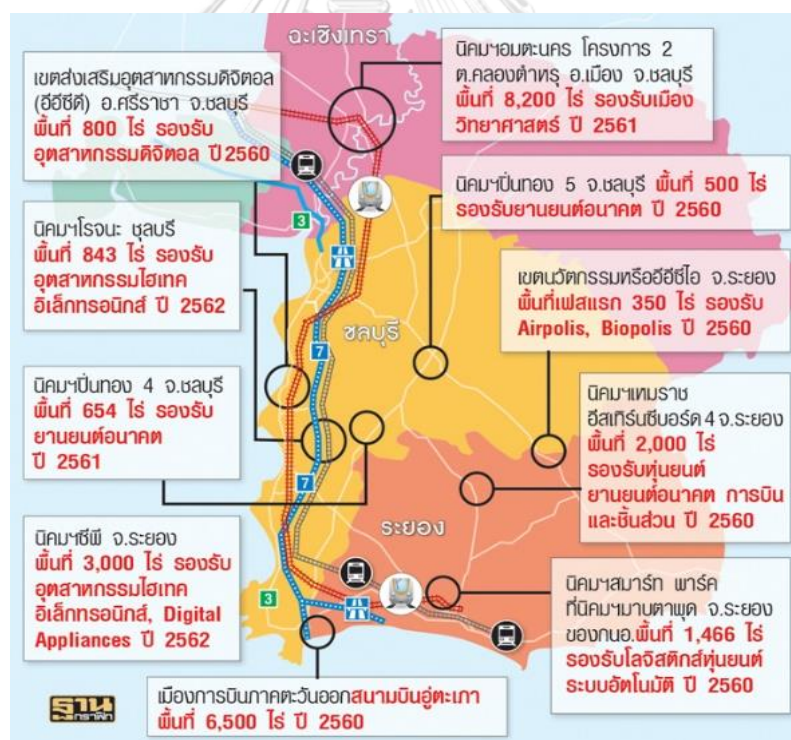 ฉะเชิงเทรา
เขตส่งเสริมอุตสาหกรรมดิจิตอล
(อีอีซีดี) อ.ศรีราชา จ.ชลบุรี
พื้นที่ 800 ไร่ รองรับ
อุตสาหกรรมดิจิตอล ปี 2560
นิคมฯอมตะนคร โครงการ 2
ต.คลองตำหรุ อ.เมือง จ.ชลบุรี
พื้นที่ 8,200 ไร่ รองรับเมือง
วิทยาศาสตร์ ปี 2561
นิคมฯปิ่นทอง 5 จ.ชลบุรี พื้นที่ 500 ไร่
รองรับยานยนต์อนาคต ปี 2560
3
นิคมฯโรจนะ ชลบุรี
พื้นที่ 843 ไร่ รองรับ
อุตสาหกรรมไฮเทค
อิเล็กทรอนิกส์ ปี 2562
เขตนวัตกรรมหรืออีอีซีไอ จ.ระยอง
พื้นที่เฟสแรก 350 ไร่ รองรับ
Airpolis, Biopolis ปี 2560
ชลบุรี
7
นิคมฯปิ่นทอง 4 จ.ชลบุรี
พื้นที่ 654 ไร่ รองรับ
ยานยนต์อนาคต
ปี 2561
นิคมฯเหมราช
อีสเทิร์นซีบอร์ด 4 จ.ระยอง
พื้นที่ 2,000 ไร่
รองรับหุ่นยนต์
ยานยนต์อนาคต การบิน
และชิ้นส่วน ปี 2560
7
ระยอง
นิคมฯซีพี จ.ระยอง
พื้นที่ 3,000 ไร่ รองรับ
อุตสาหกรรมไฮเทค
อิเล็กทรอนิกส์, Digital
Appliances ปี 2562
3
นิคมฯสมาร์ท พาร์ค
ที่นิคมฯมาบตาพุด จ.ระยอง
ของกนอ.พื้นที่ 1,466 ไร่
รองรับโลจิสติกส์หุ่นยนต์
ระบบอัตโนมัติ ปี 2560
เมืองการบินภาคตะวันออกสนามบินอู่ตะเภา
พื้นที่ 6,500 ไร่ ปี 2560
ฐาน
กราฟิก